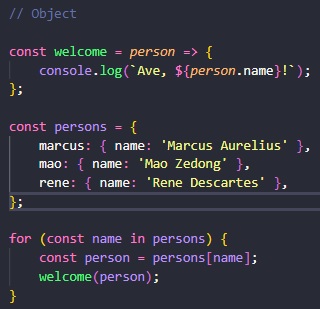 // Object
const welcome = person => {
    console.log(`Ave, ${person.name}!`);
};
const persons = {
    marcus: { name: 'Marcus Aurelius' },
    mao: { name: 'Mao Zedong' },
    rene: { name: 'Rene Descartes' },
};
for (const name in persons) {
    const person = persons[name];
    welcome(person);
}